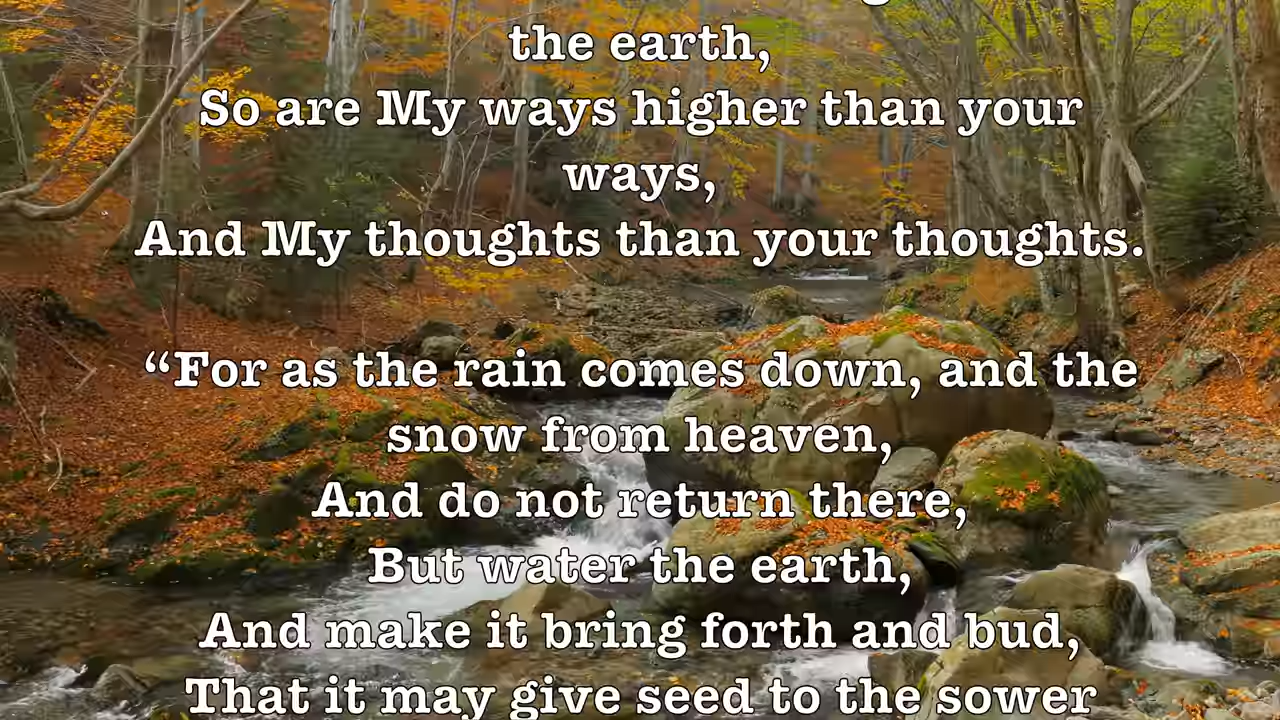 the earth,
So are My ways higher than your
ways,
And My thoughts than your thoughts.
“For as the rain comes down, and the
snow from heaven,
And do not return there,
But water the earth,
And make it bring forth and bud,
That it may give seed to the sower